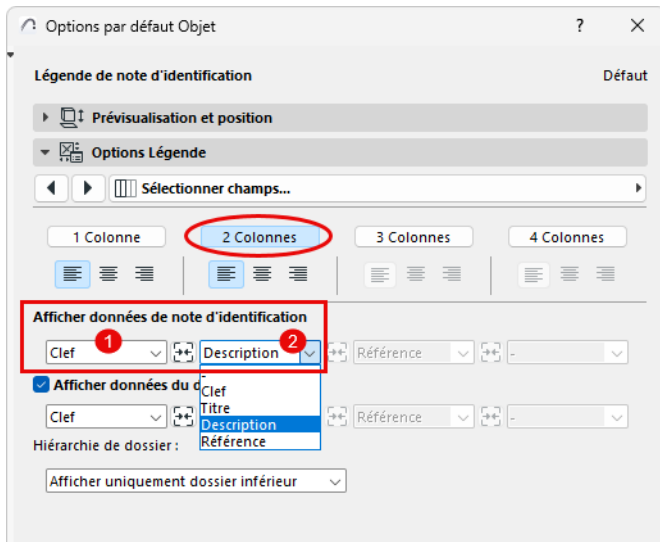 Options par défaut Objet ?
Légende de note d'identification Défaut
Prévisualisation et position
Options Légende
Sélectionner champs...
1 Colonne 2 Colonnes 3 Colonnes 4 Colonnes
Afficher données de note d'identification
1 2
Clef Description Référence -
-
Afficher données du d
Clef
Clef Titre Référence -
Description
Hiérarchie de dossier : Référence
Afficher uniquement dossier inférieur